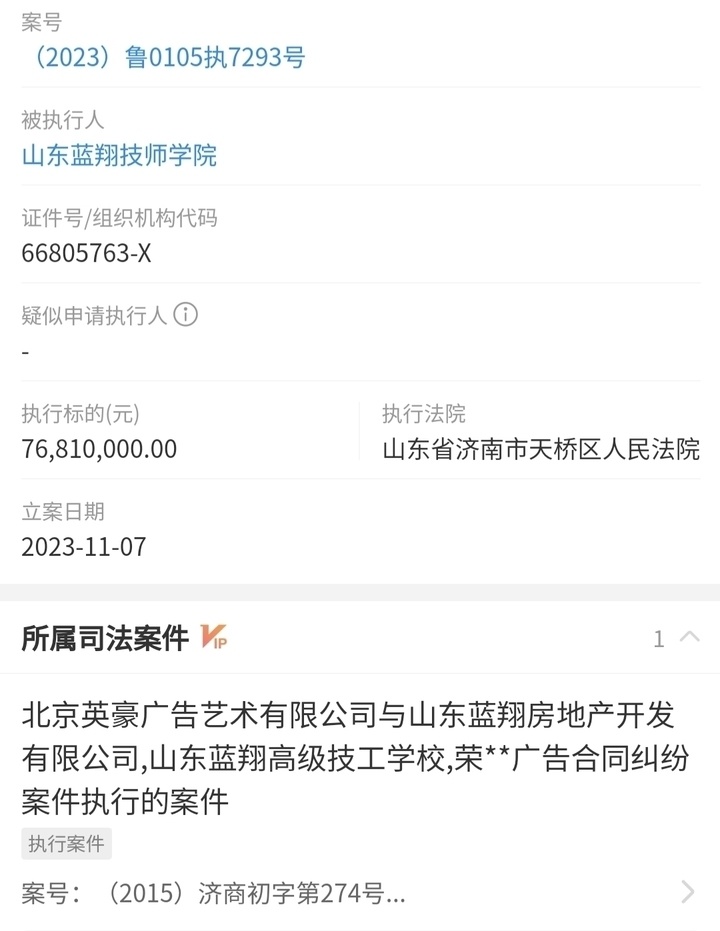 案号
（2023）鲁0105执7293号
被执行人
山东蓝翔技师学院
证件号/组织机构代码
66805763-X
疑似申请执行人
-
执行标的(元)
76,810,000.00
执行法院
山东省济南市天桥区人民法院
立案日期
2023-11-07
所属司法案件 VIP
1
北京英豪广告艺术有限公司与山东蓝翔房地产开发
有限公司,山东蓝翔高级技工学校,荣**广告合同纠纷
案件执行的案件
执行案件
案号：（2015）济商初字第274号...